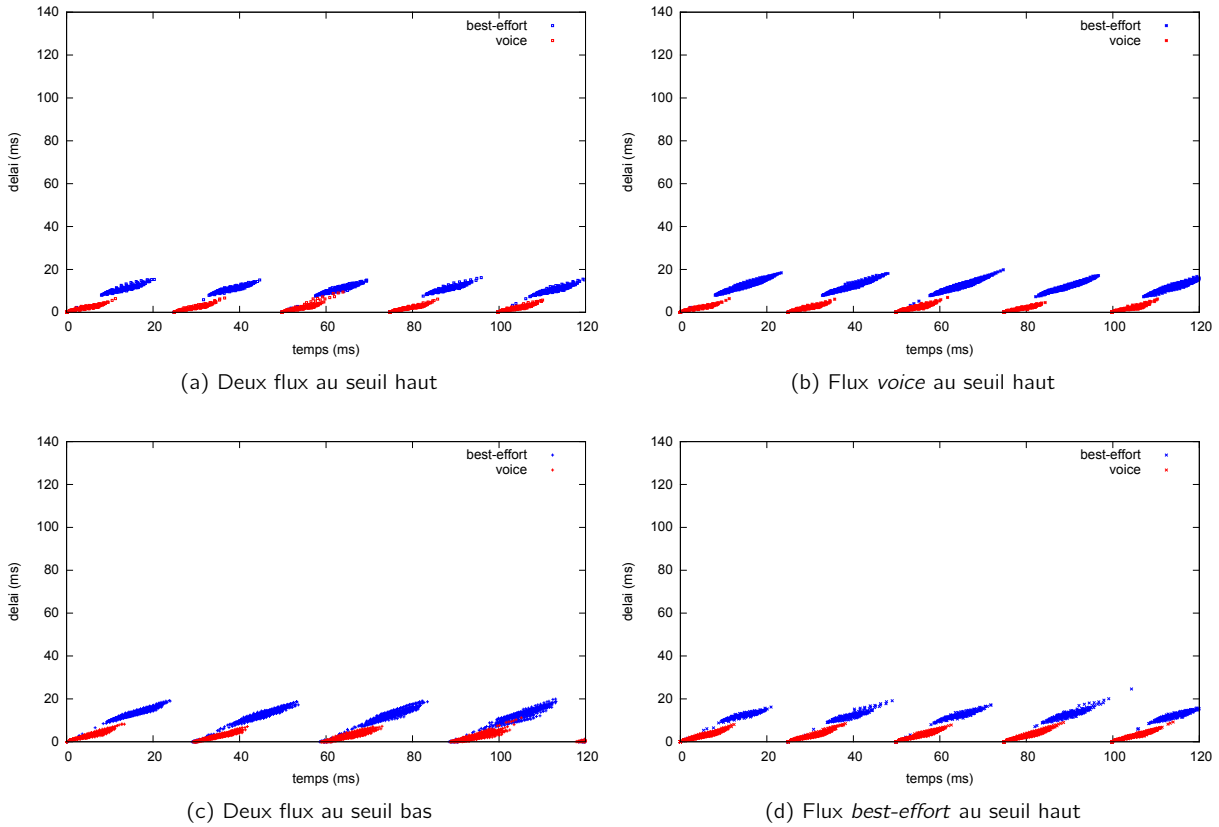 140
120
100
80
60
40
20
0
delai (ms)
best-effort
voice
0 20 40 60 80 100 120
temps (ms)
(a) Deux flux au seuil haut
140
120
100
80
60
40
20
0
delai (ms)
best-effort
voice
0 20 40 60 80 100 120
temps (ms)
(b) Flux voice au seuil haut
140
120
100
80
60
40
20
0
delai (ms)
best-effort
voice
0 20 40 60 80 100 120
temps (ms)
(c) Deux flux au seuil bas
140
120
100
80
60
40
20
0
delai (ms)
best-effort
voice
0 20 40 60 80 100 120
temps (ms)
(d) Flux best-effort au seuil haut